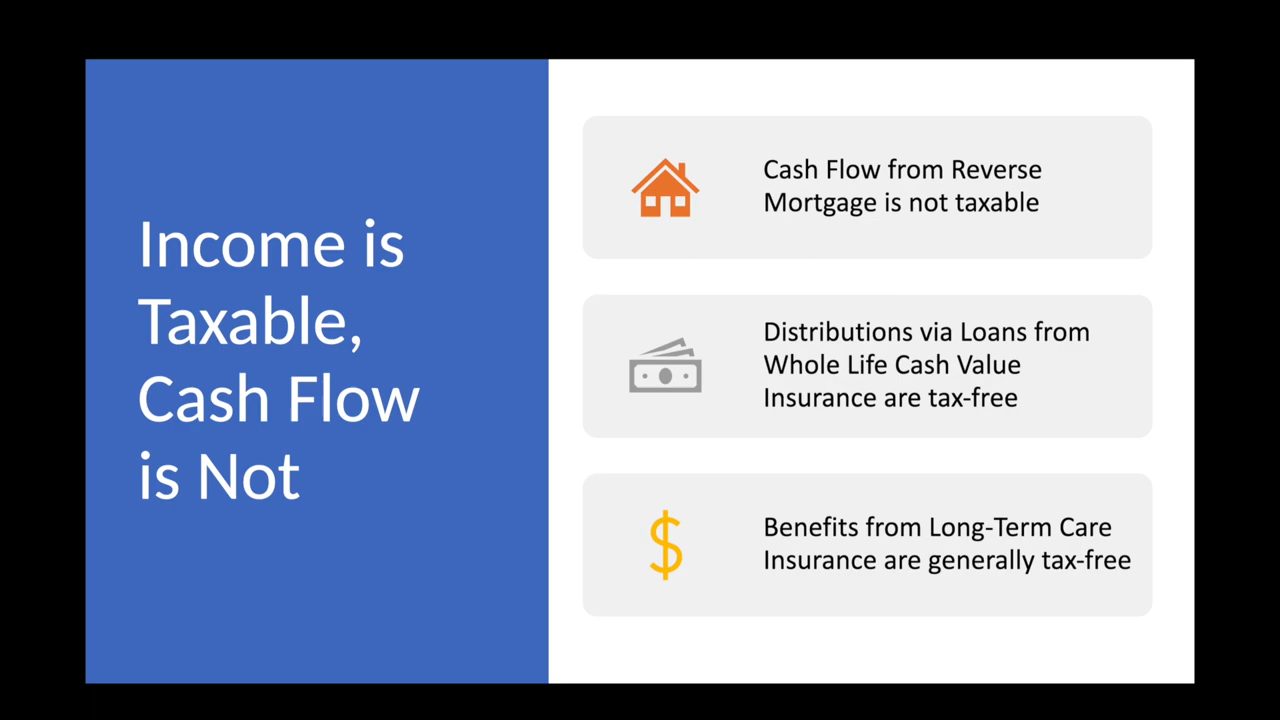 Income is
Taxable,
Cash Flow
is Not
Cash Flow from Reverse
Mortgage is not taxable
Distributions via Loans from
Whole Life Cash Value
Insurance are tax-free
Benefits from Long-Term Care
Insurance are generally tax-free